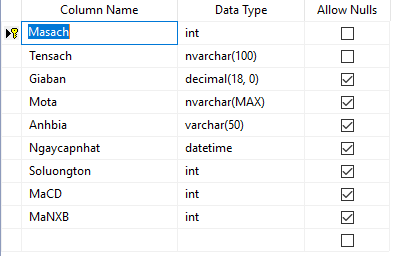 Column Name Data Type Allow Nulls
Masach int
Tensach nvarchar(100)
Giaban decimal(18, 0)
Mota nvarchar(MAX)
Anhbia varchar(50)
Ngaycapnhat datetime
Soluongton int
MaCD int
MaNXB int